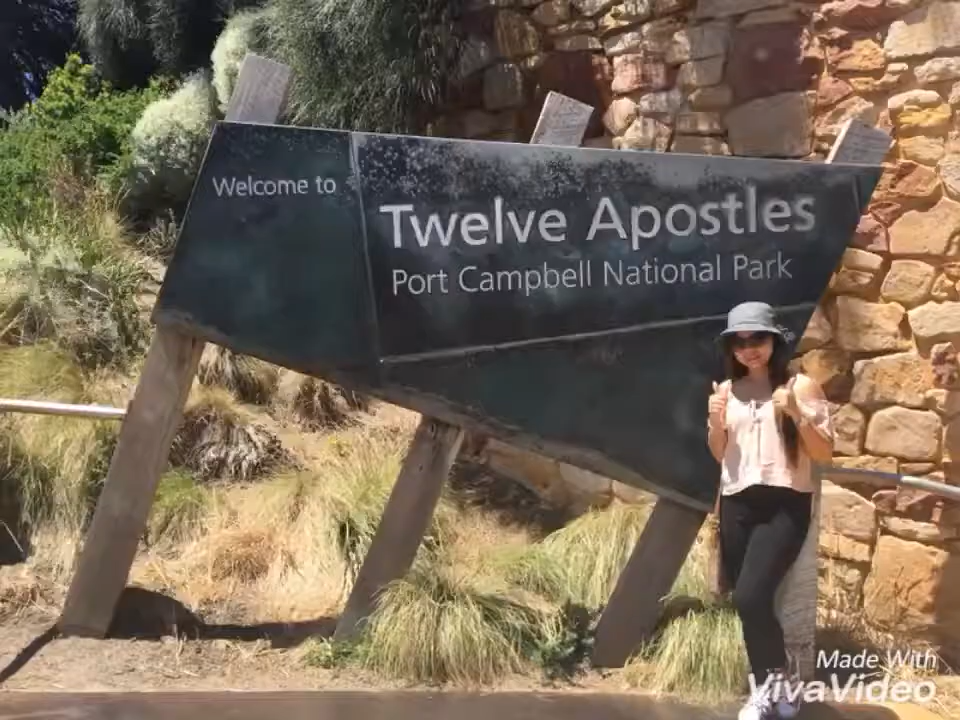 Welcome to
Twelve Apostles
Port Campbell National Park
Made With
VivaVideo